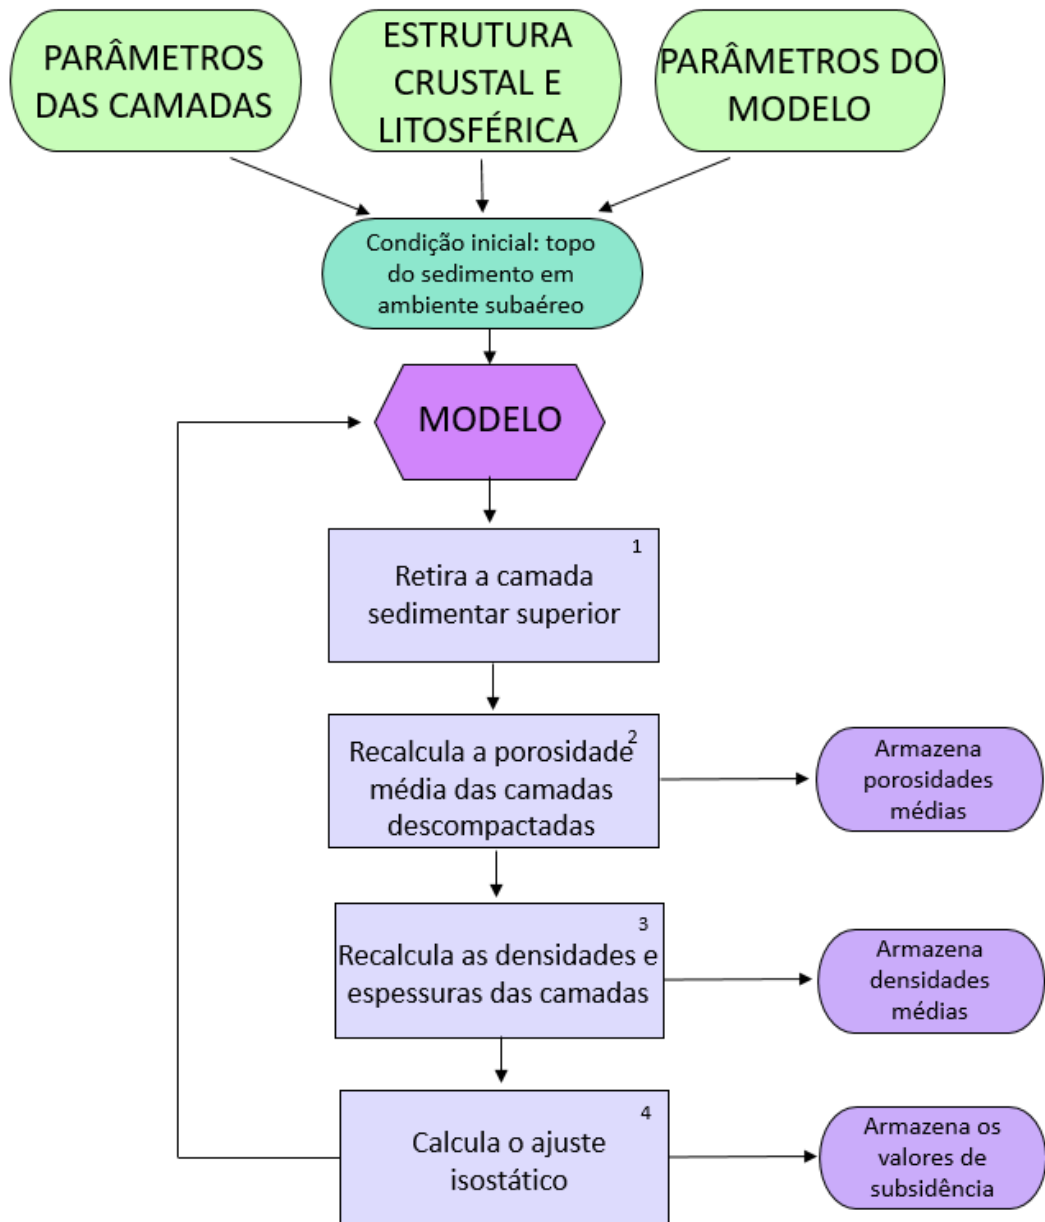 PARÂMETROS
DAS CAMADAS
ESTRUTURA
CRUSTAL E
LITOSFÉRICA
PARÂMETROS DO
MODELO
Condição inicial: topo
do sedimento em
ambiente subaéreo
MODELO
1
Retira a camada
sedimentar superior
2
Recalcula a porosidade
média das camadas
descompactadas
Armazena
porosidades
médias
3
Recalcula as densidades e
espessuras das camadas
Armazena
densidades
médias
4
Calcula o ajuste
isostático
Armazena os
valores de
subsidência